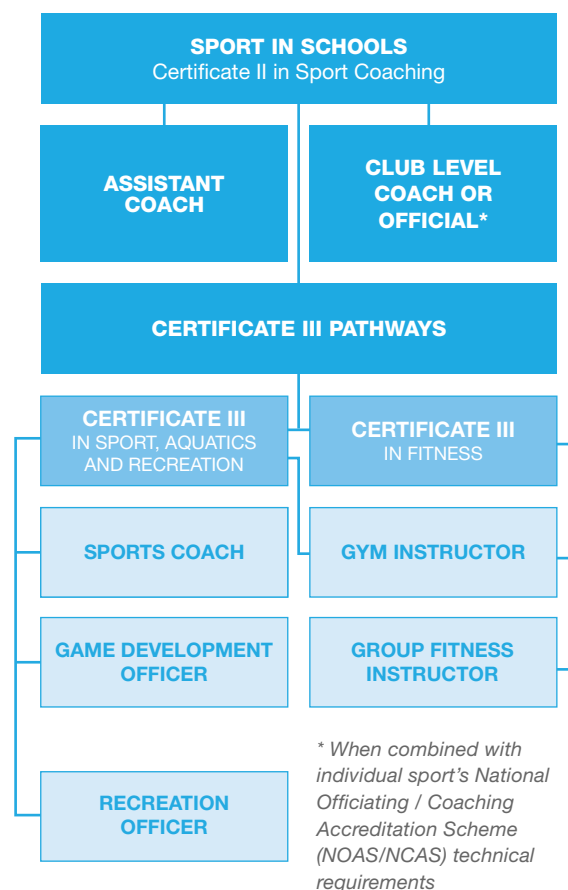 SPORT IN SCHOOLS
Certificate II in Sport Coaching
ASSISTANT
COACH
CLUB LEVEL
COACH OR
OFFICIAL*
CERTIFICATE III PATHWAYS
CERTIFICATE III
IN SPORT, AQUATICS
AND RECREATION
CERTIFICATE III
IN FITNESS
SPORTS COACH
GYM INSTRUCTOR
GAME DEVELOPMENT
OFFICER
GROUP FITNESS
INSTRUCTOR
RECREATION
OFFICER
* When combined with
individual sport's National
Officiating / Coaching
Accreditation Scheme
(NOAS/NCAS) technical
requirements